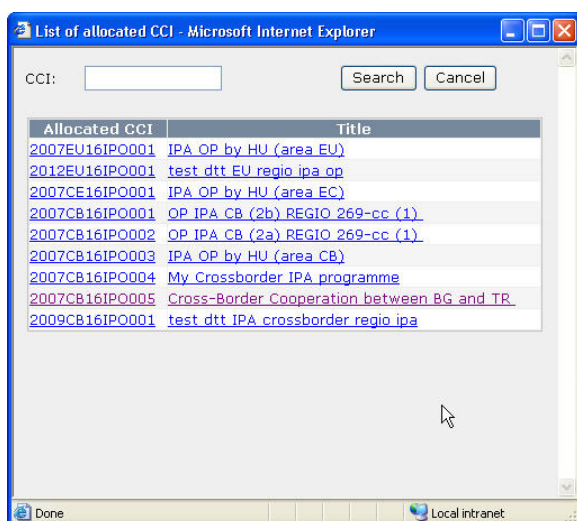 List of allocated CCI - Microsoft Internet Explorer
CCI: Search Cancel
Allocated CCI Title
2007EU16IPO001 IPA OP by HU (area EU)
2012EU16IPO001 test dtt EU regio ipa op
2007CE16IPO001 IPA OP by HU (area EC)
2007CB16IPO001 OP IPA CB (2b) REGIO 269-cc (1)
2007CB16IPO002 OP IPA CB (2a) REGIO 269-cc (1)
2007CB16IPO003 IPA OP by HU (area CB)
2007CB16IPO004 My Crossborder IPA programme
2007CB16IPO005 Cross-Border Cooperation between BG and TR
2009CB16IPO001 test dtt IPA crossborder regio ipa
Done Local intranet